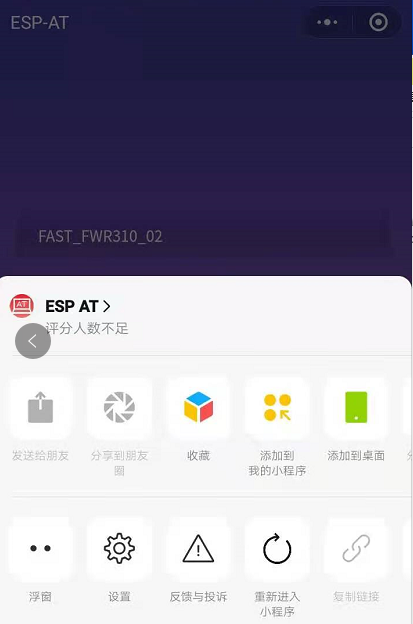 ESP-AT
FAST_FWR310_02
AT
ESP AT
评分人数不足
发送给朋友
分享到朋友
圈
收藏
添加到
我的小程序
添加到桌面
浮窗
设置
反馈与投诉
重新进入
小程序
复制链接